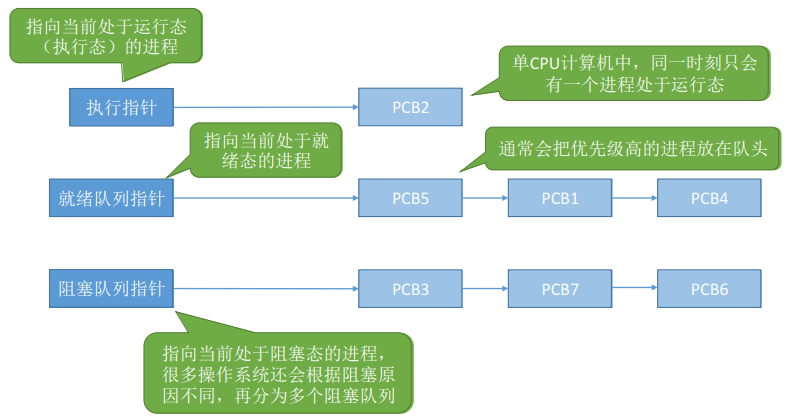 指向当前处于运行态
（执行态）的进程
单CPU计算机中，同一时刻只会
有一个进程处于运行态
执行指针
PCB2
指向当前处于就
绪态的进程
通常会把优先级高的进程放在队头
就绪队列指针
PCB5
PCB1
PCB4
阻塞队列指针
PCB3
PCB7
PCB6
指向当前处于阻塞态的进程，
很多操作系统还会根据阻塞原
因不同，再分为多个阻塞队列